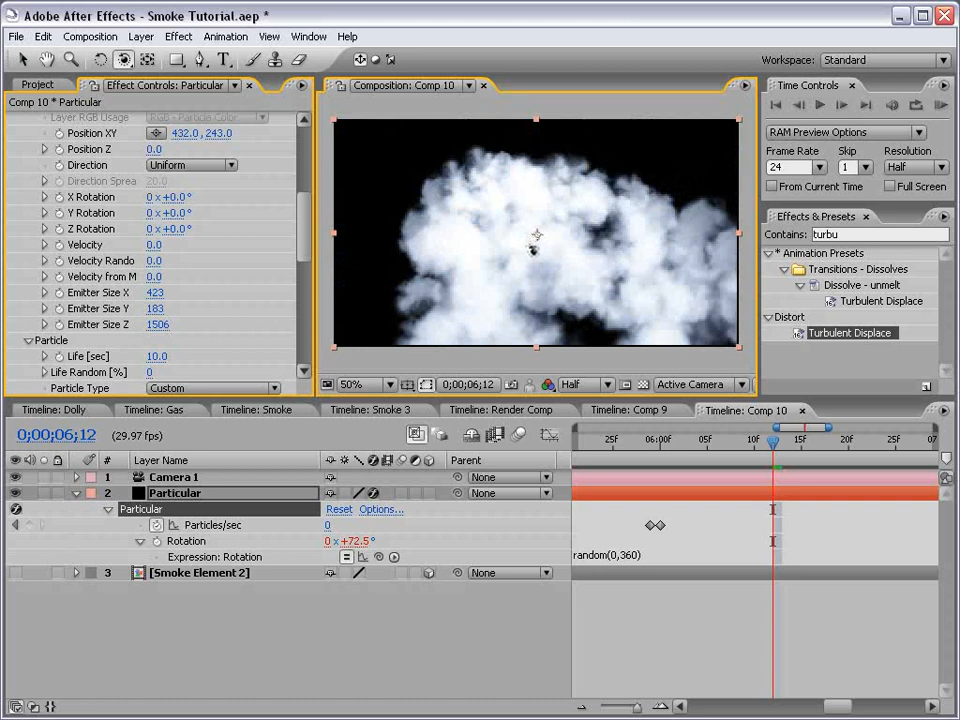 Adobe After Effects - Smoke Tutorial.aep *
File Edit Composition Layer Effect Animation View Window Help
Workspace: Standard
Project Effect Controls: Particular
Comp 10 * Particular
Layer RGB Usage RGB - Particle Color
Position XY 432.0, 243.0
Position Z 0.0
Direction Uniform
Direction Sprea 20.0
X Rotation 0 x+0.0°
Y Rotation 0 x+0.0°
Z Rotation 0 x+0.0°
Velocity 0.0
Velocity Rando 0.0
Velocity from M 0.0
Emitter Size X 423
Emitter Size Y 183
Emitter Size Z 1506
Particle
Life [sec] 10.0
Life Random [%] 0
Particle Type Custom
Composition: Comp 10
50% 0;00;06;12 Half Active Camera
Time Controls
RAM Preview Options
Frame Rate Skip Resolution
24 1 Half
From Current Time Full Screen
Effects & Presets
Contains: turbu
* Animation Presets
Transitions - Dissolves
Dissolve - unmelt
Turbulent Displace
Distort
Turbulent Displace
Timeline: Dolly Timeline: Gas Timeline: Smoke Timeline: Smoke 3 Timeline: Render Comp Timeline: Comp 9 Timeline: Comp 10
0;00;06;12 (29.97 fps)
25F 06:00F 05F 10F 15F 20F 25F 07
# Layer Name Parent
1 Camera 1 None
2 Particular None
Particular Reset Options...
Particles/sec 0
Rotation 0 x+72.5°
Expression: Rotation random(0,360)
3 [Smoke Element 2] None